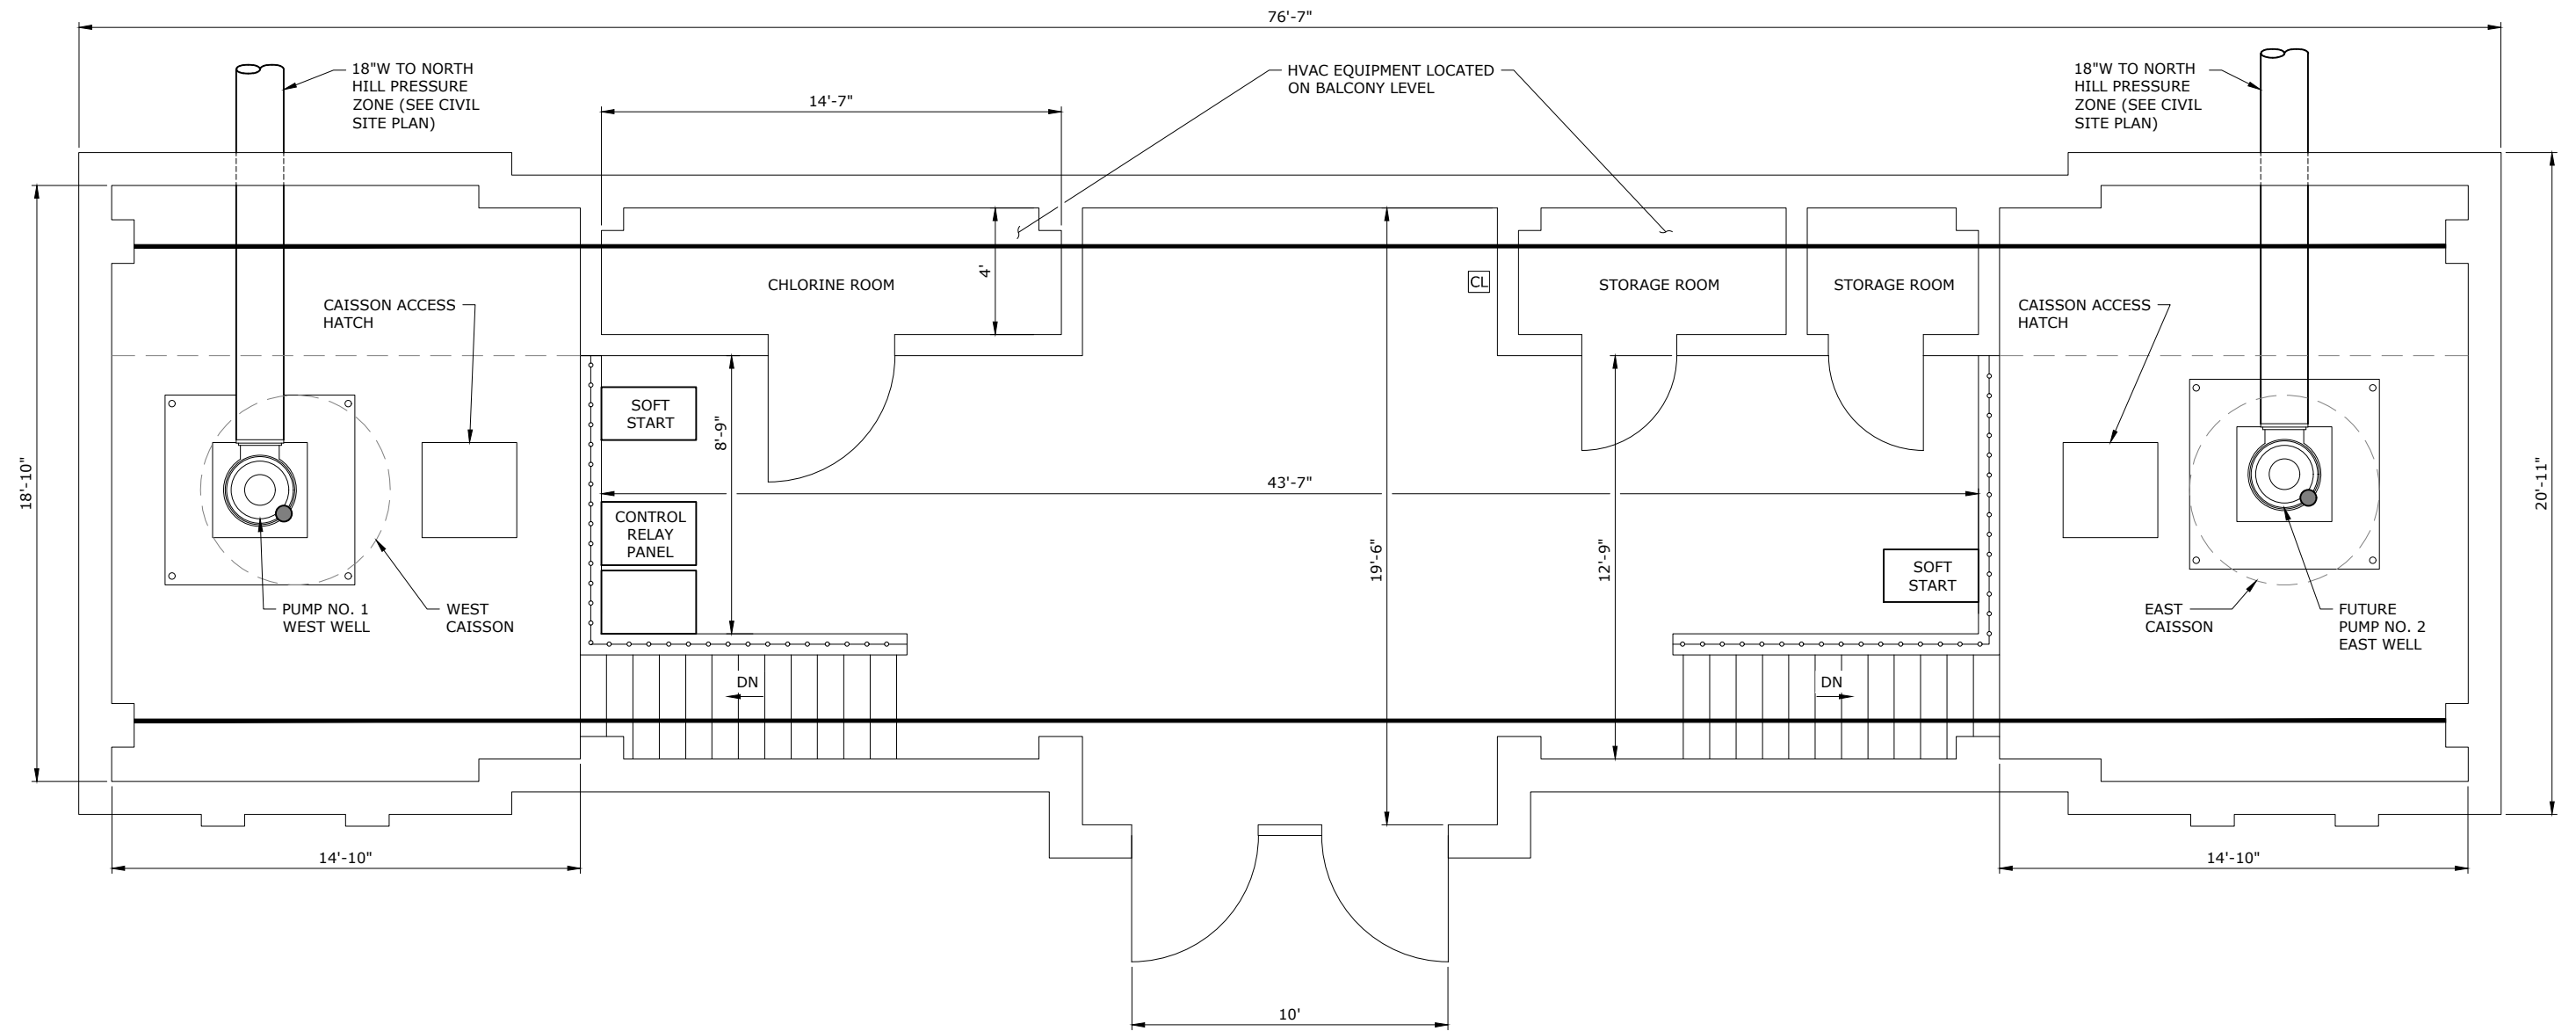 76'-7"
18"W TO NORTH
HILL PRESSURE
ZONE (SEE CIVIL
SITE PLAN)
14'-7"
HVAC EQUIPMENT LOCATED
ON BALCONY LEVEL
18"W TO NORTH
HILL PRESSURE
ZONE (SEE CIVIL
SITE PLAN)
CHLORINE ROOM
4'
CL
STORAGE ROOM
STORAGE ROOM
CAISSON ACCESS
HATCH
CAISSON ACCESS
HATCH
SOFT
START
8'-9"
18'-10"
43'-7"
20'-11"
CONTROL
RELAY
PANEL
19'-6"
12'-9"
SOFT
START
PUMP NO. 1
WEST WELL
WEST
CAISSON
EAST
CAISSON
FUTURE
PUMP NO. 2
EAST WELL
DN
DN
14'-10"
14'-10"
10'